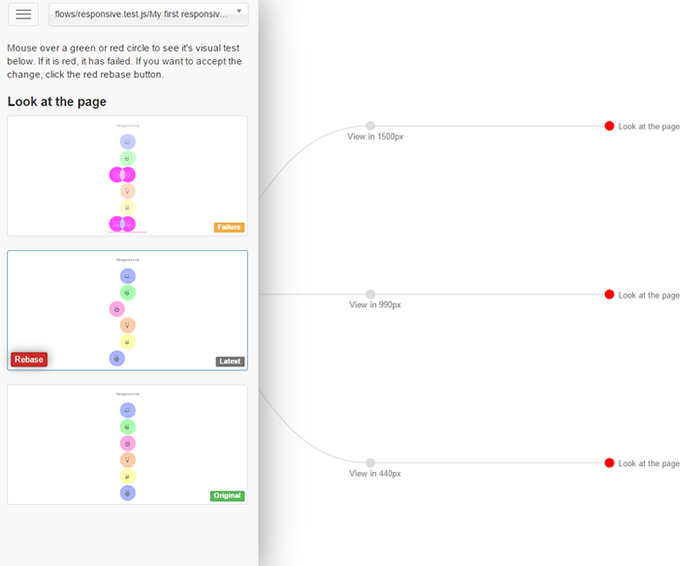 flows/responsive.test.js/My first responsiv...
Mouse over a green or red circle to see it's visual test
below. If it is red, it has failed. If you want to accept the
change, click the red rebase button.
Look at the page
Responsive
Failure
Responsive
Rebase
Latest
Responsive
Original
View in 1500px
Look at the page
View in 990px
Look at the page
View in 440px
Look at the page